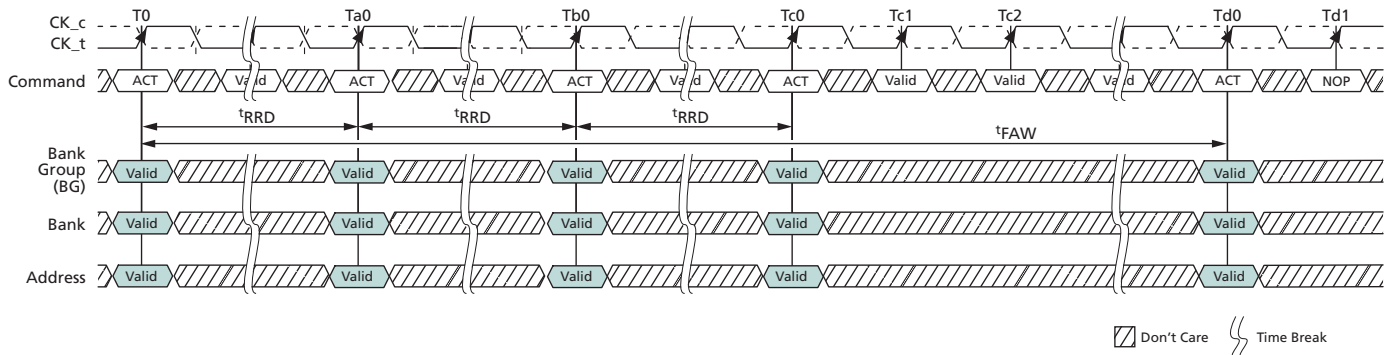 T0 Ta0 Tb0 Tc0 Tc1 Tc2 Td0 Td1
CK_c
CK_t
Command ACT Valid ACT Valid ACT Valid ACT Valid Valid Valid ACT NOP
tRRD tRRD tRRD
tFAW
Bank
Group
(BG)
Valid Valid Valid Valid Valid
Bank Valid Valid Valid Valid Valid
Address Valid Valid Valid Valid Valid
Don't Care Time Break